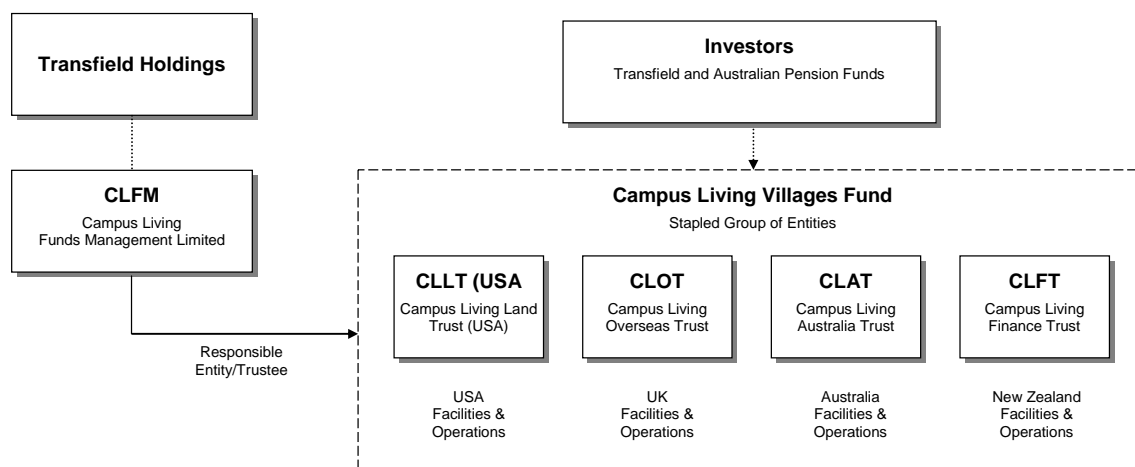 Transfield Holdings
Investors
Transfield and Australian Pension Funds
CLFM
Campus Living
Funds Management Limited
Responsible
Entity/Trustee
Campus Living Villages Fund
Stapled Group of Entities
CLLT (USA
Campus Living Land
Trust (USA)
CLOT
Campus Living
Overseas Trust
CLAT
Campus Living
Australia Trust
CLFT
Campus Living
Finance Trust
USA
Facilities &
Operations
UK
Facilities &
Operations
Australia
Facilities &
Operations
New Zealand
Facilities &
Operations